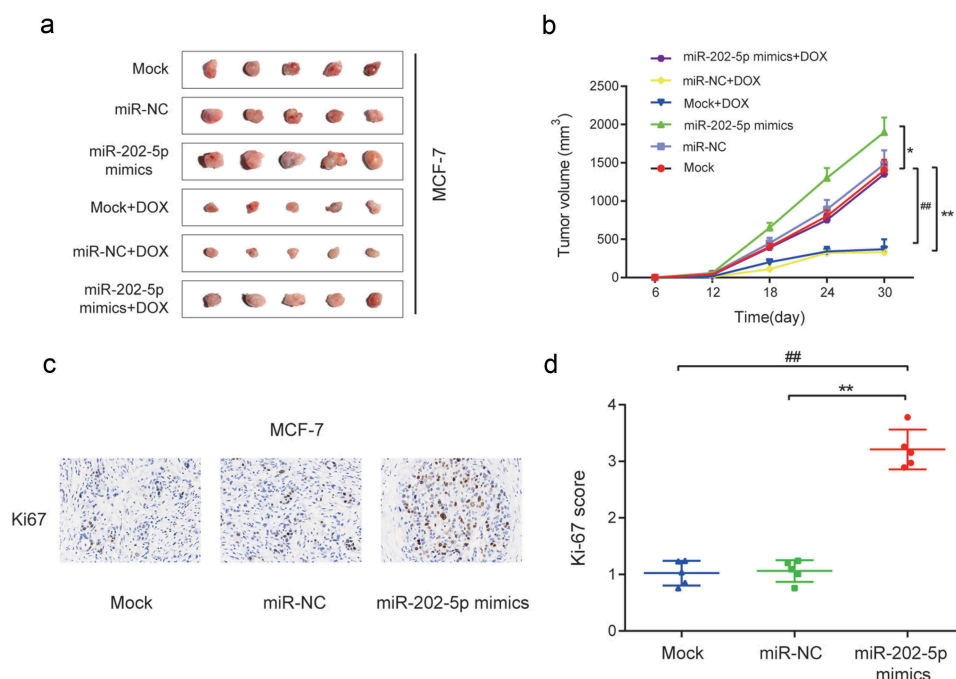 a
Mock
miR-NC
miR-202-5p
mimics
Mock+DOX
miR-NC+DOX
miR-202-5p
mimics+DOX
MCF-7
b
miR-202-5p mimics+DOX
miR-NC+DOX
Mock+DOX
miR-202-5p mimics
miR-NC
Mock
Tumor volume (mm³)
2500
2000
1500
1000
500
0
6
12
18
24
30
Time(day)
*
##
**
c
MCF-7
Ki67
Mock
miR-NC
miR-202-5p mimics
d
##
**
Ki-67 score
4
3
2
1
0
Mock
miR-NC
miR-202-5p
mimics